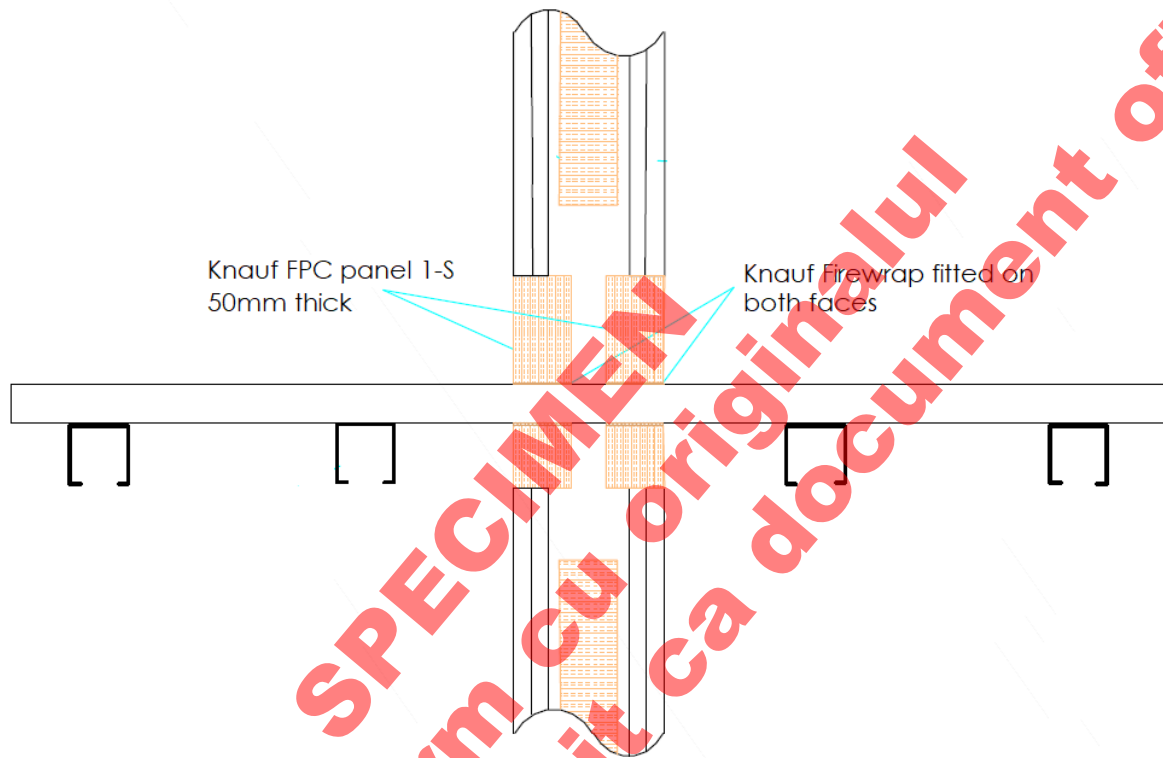 Knauf FPC panel 1-S
50mm thick
Knauf Firewrap fitted on
both faces
SPECIMEN
cu originalul
ca document